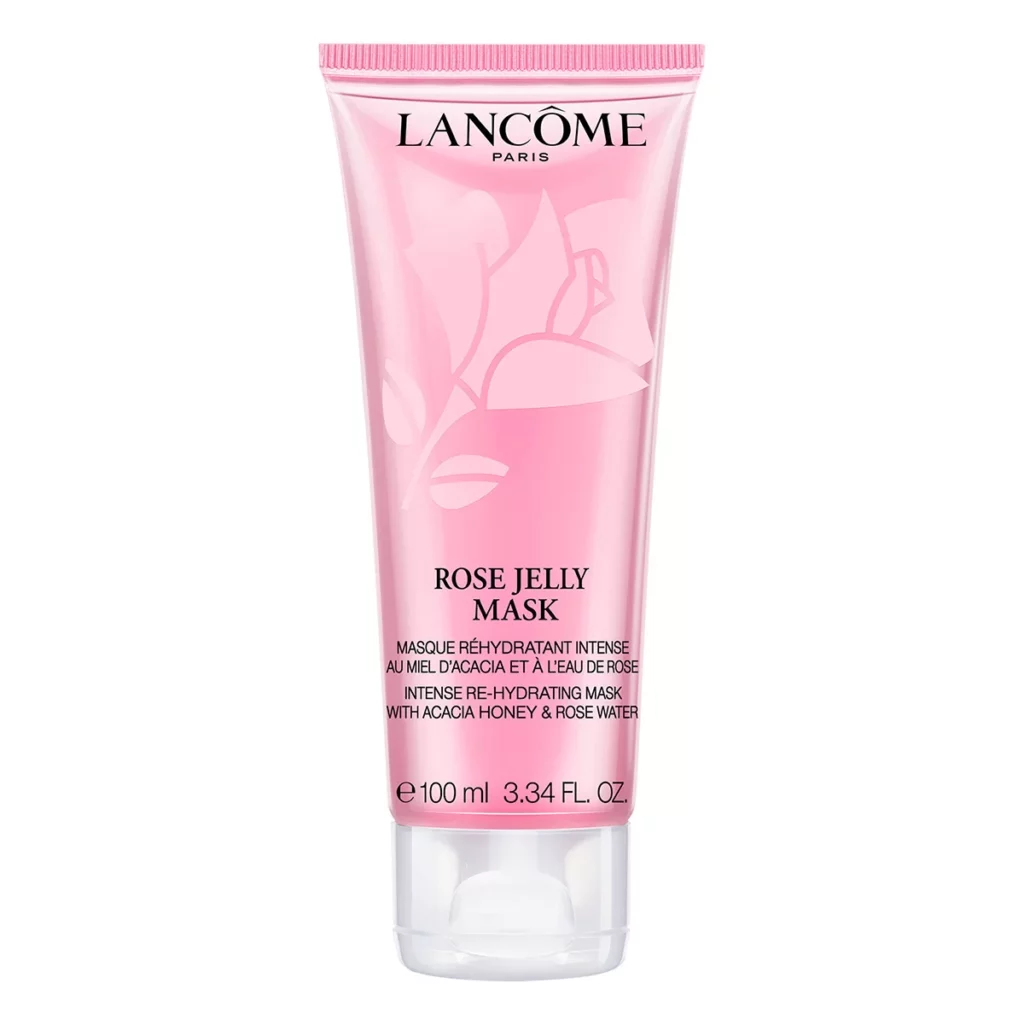 LANCÔME
PARIS
ROSE JELLY
MASK
MASQUE RÉHYDRATANT INTENSE
AU MIEL D'ACACIA ET À L'EAU DE ROSE
INTENSE RE-HYDRATING MASK
WITH ACACIA HONEY & ROSE WATER
℮ 100 ml 3.34 FL. OZ.